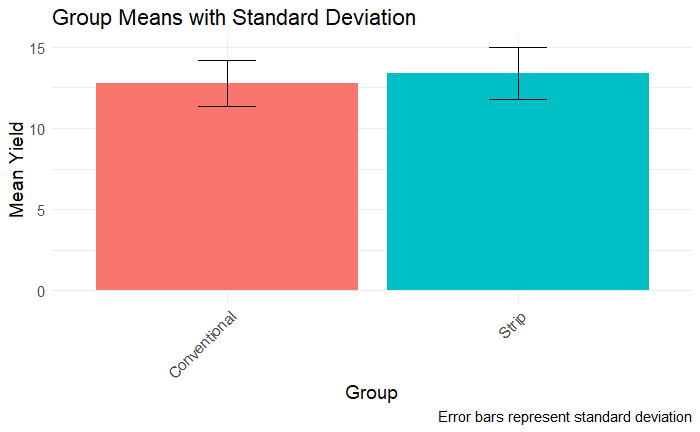 Group Means with Standard Deviation
15
10
5
0
Mean Yield
Conventional
Strip
Group
Error bars represent standard deviation